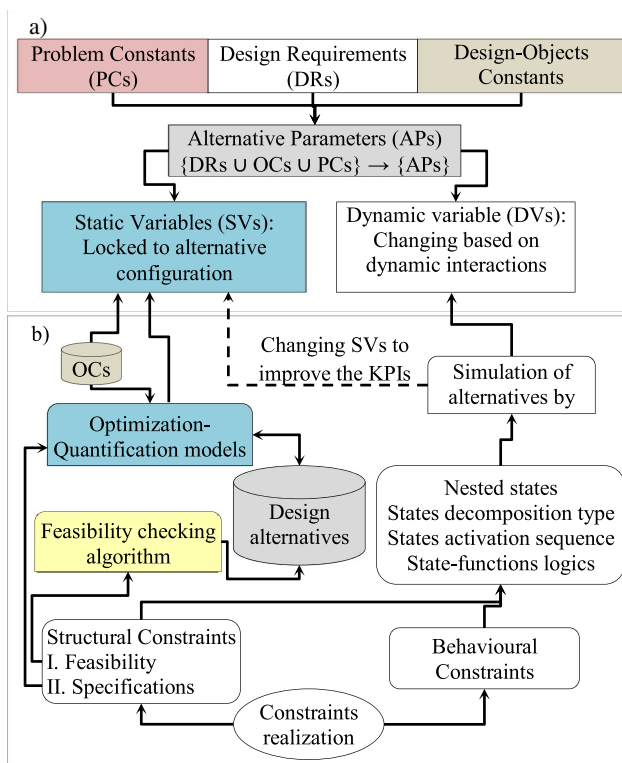 a)
Problem Constants
(PCs)
Design Requirements
(DRs)
Design-Objects
Constants
Alternative Parameters (APs)
{DRs ∪ OCs ∪ PCs} → {APs}
Static Variables (SVs):
Locked to alternative
configuration
Dynamic variable (DVs):
Changing based on
dynamic interactions
b)
OCs
Changing SVs to
improve the KPIs
Simulation of
alternatives by
Optimization-
Quantification models
Design
alternatives
Nested states
States decomposition type
States activation sequence
State-functions logics
Feasibility checking
algorithm
Structural Constraints
I. Feasibility
II. Specifications
Behavioural
Constraints
Constraints
realization